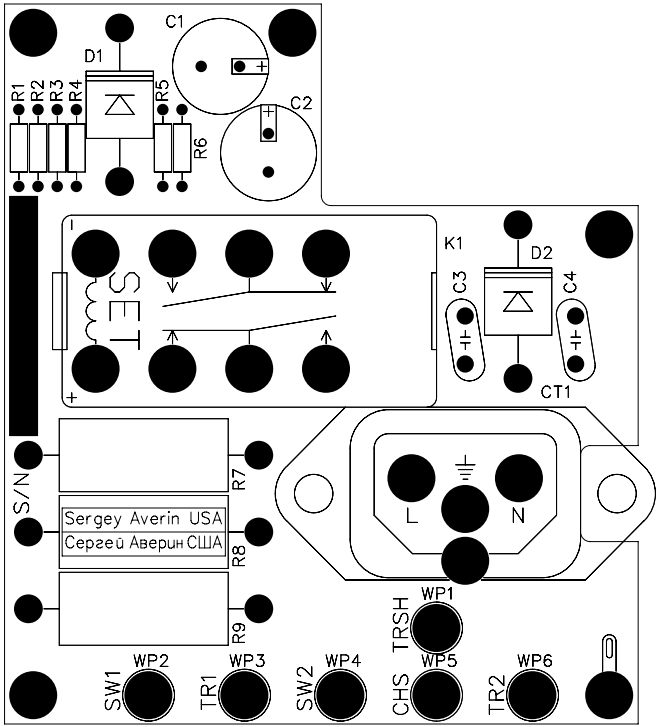 C1
D1
C2
R1
R2
R3
R4
R5
R6
-
+
+
K1
SET
+
D2
C3
C4
CT1
S/N
R7
L
N
Sergey Averin USA
Сергей Аверин США
R8
R9
WP1
TRSH
WP2
WP3
WP4
WP5
WP6
SW1
TR1
SW2
CHS
TR2